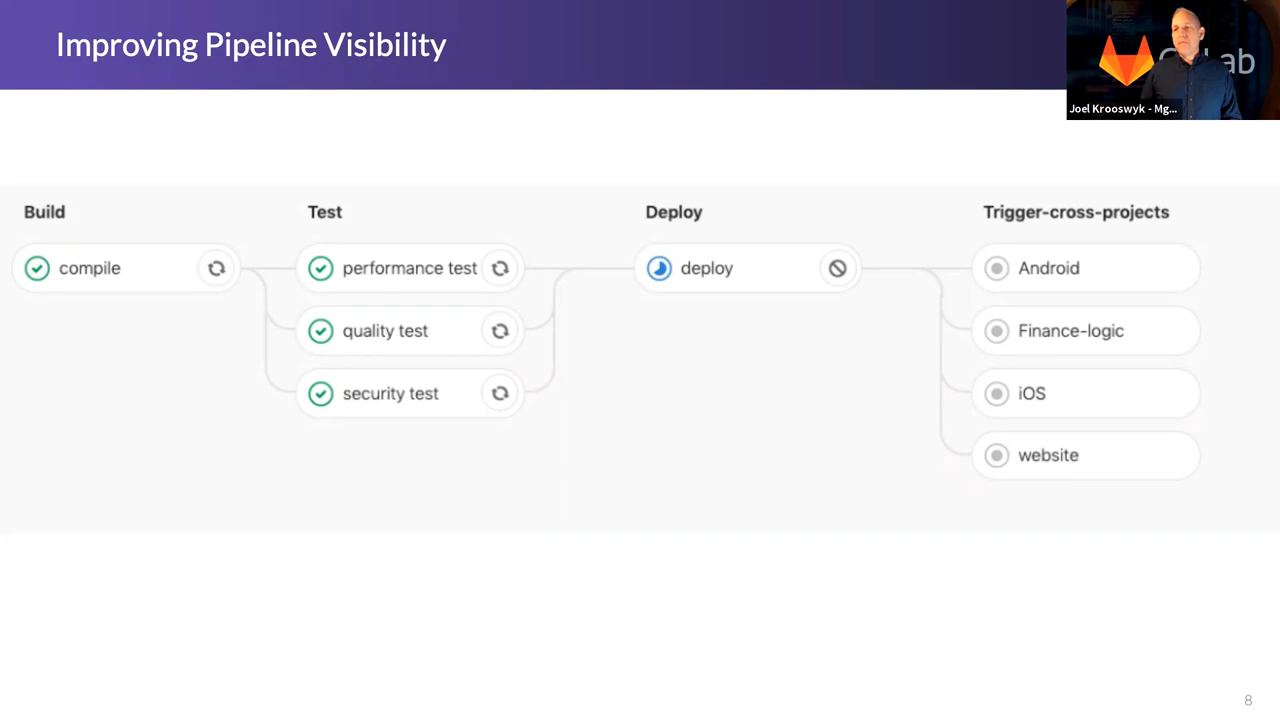 Improving Pipeline Visibility
Joel Krooswyk - Mg...
Build
Test
Deploy
Trigger-cross-projects
compile
performance test
deploy
Android
quality test
Finance-logic
security test
iOS
website
8